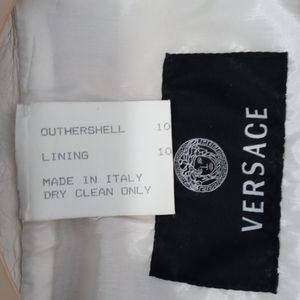 OUTHERSHELL 10
LINING 10
MADE IN ITALY
DRY CLEAN ONLY
VERSACE